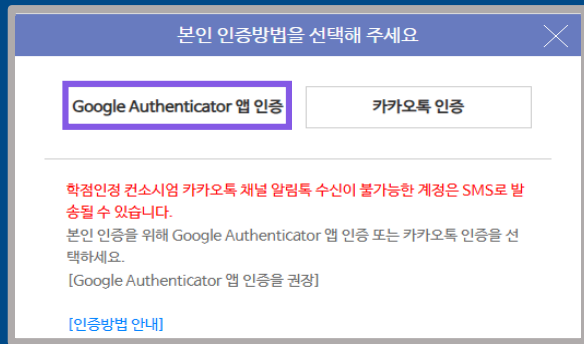 본인 인증방법을 선택해 주세요
Google Authenticator 앱 인증
카카오톡 인증
학점인정 컨소시엄 카카오톡 채널 알림톡 수신이 불가능한 계정은 SMS로 발
송될 수 있습니다.
본인 인증을 위해 Google Authenticator 앱 인증 또는 카카오톡 인증을 선
택하세요.
[Google Authenticator 앱 인증을 권장]
[인증방법 안내]